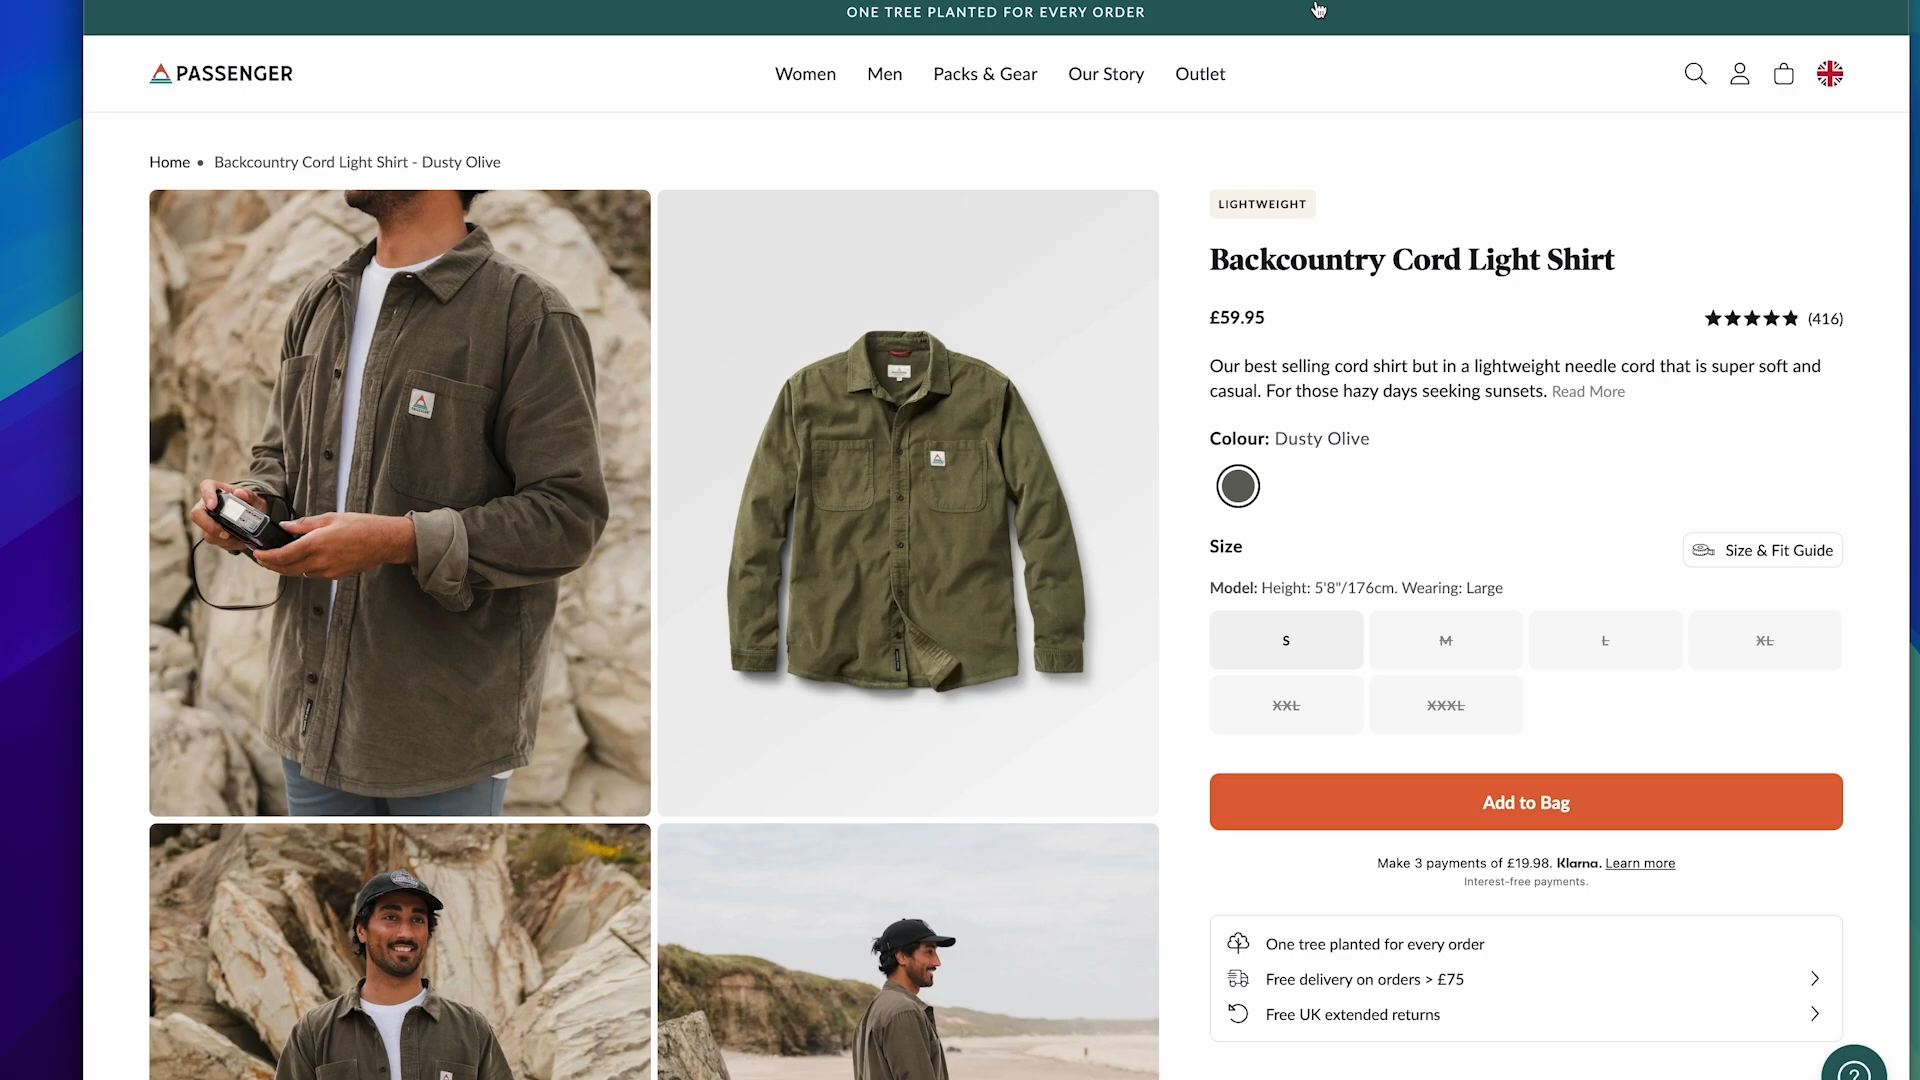 ONE TREE PLANTED FOR EVERY ORDER
PASSENGER
Women Men Packs & Gear Our Story Outlet
Home • Backcountry Cord Light Shirt - Dusty Olive
LIGHTWEIGHT
Backcountry Cord Light Shirt
£59.95
(416)
Our best selling cord shirt but in a lightweight needle cord that is super soft and
casual. For those hazy days seeking sunsets. Read More
Colour: Dusty Olive
Size
Size & Fit Guide
Model: Height: 5'8"/176cm. Wearing: Large
S M L XL
XXL XXXL
Add to Bag
Make 3 payments of £19.98. Klarna. Learn more
Interest-free payments.
One tree planted for every order
Free delivery on orders > £75
Free UK extended returns
?